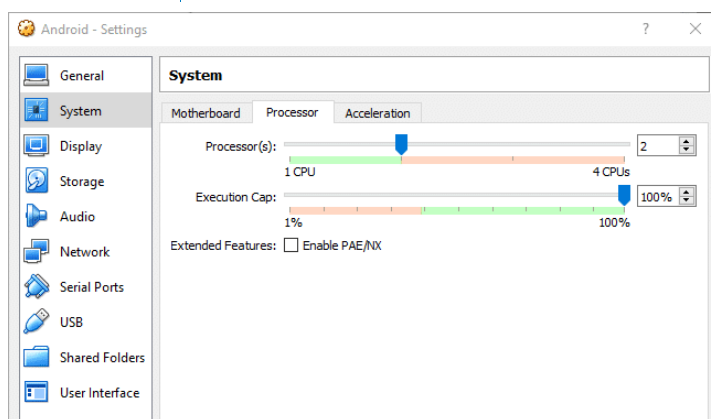 Android - Settings ? ×
General
System
Display
Storage
Audio
Network
Serial Ports
USB
Shared Folders
User Interface
System
Motherboard Processor Acceleration
Processor(s): 2
1 CPU 4 CPUs
Execution Cap: 100%
1% 100%
Extended Features: Enable PAE/NX